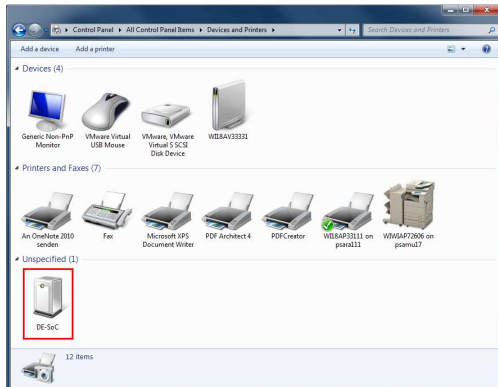 Control Panel ▸ All Control Panel Items ▸ Devices and Printers ▸
Search Devices and Printers
Add a device Add a printer
Devices (4)
Generic Non-PnP Monitor
VMware Virtual USB Mouse
VMware, VMware Virtual S SCSI Disk Device
WI18AV33331
Printers and Faxes (7)
An OneNote 2010 senden
Fax
Microsoft XPS Document Writer
PDF Architect 4
PDFCreator
WI18AP33111 on psara111
WIWIAP72606 on psamu17
Unspecified (1)
DE-SoC
12 items